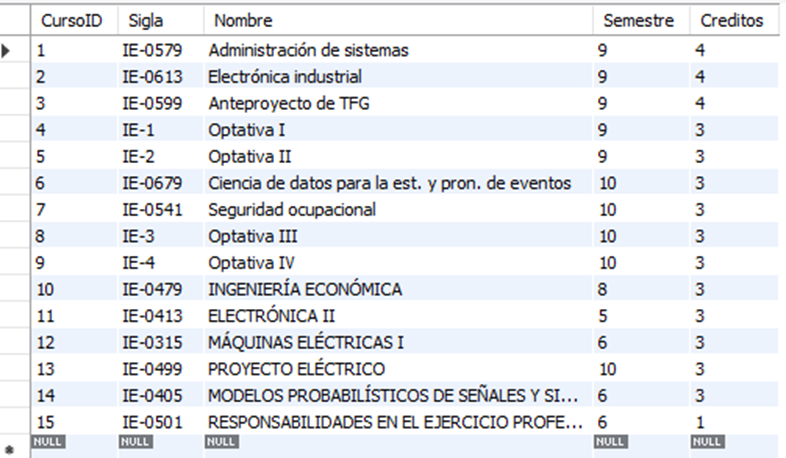 CursoID Sigla Nombre Semestre Creditos
1 IE-0579 Administración de sistemas 9 4
2 IE-0613 Electrónica industrial 9 4
3 IE-0599 Anteproyecto de TFG 9 4
4 IE-1 Optativa I 9 3
5 IE-2 Optativa II 9 3
6 IE-0679 Ciencia de datos para la est. y pron. de eventos 10 3
7 IE-0541 Seguridad ocupacional 10 3
8 IE-3 Optativa III 10 3
9 IE-4 Optativa IV 10 3
10 IE-0479 INGENIERÍA ECONÓMICA 8 3
11 IE-0413 ELECTRÓNICA II 5 3
12 IE-0315 MÁQUINAS ELÉCTRICAS I 6 3
13 IE-0499 PROYECTO ELÉCTRICO 10 3
14 IE-0405 MODELOS PROBABILÍSTICOS DE SEÑALES Y SI... 6 3
15 IE-0501 RESPONSABILIDADES EN EL EJERCICIO PROFE... 6 1
NULL NULL NULL NULL NULL